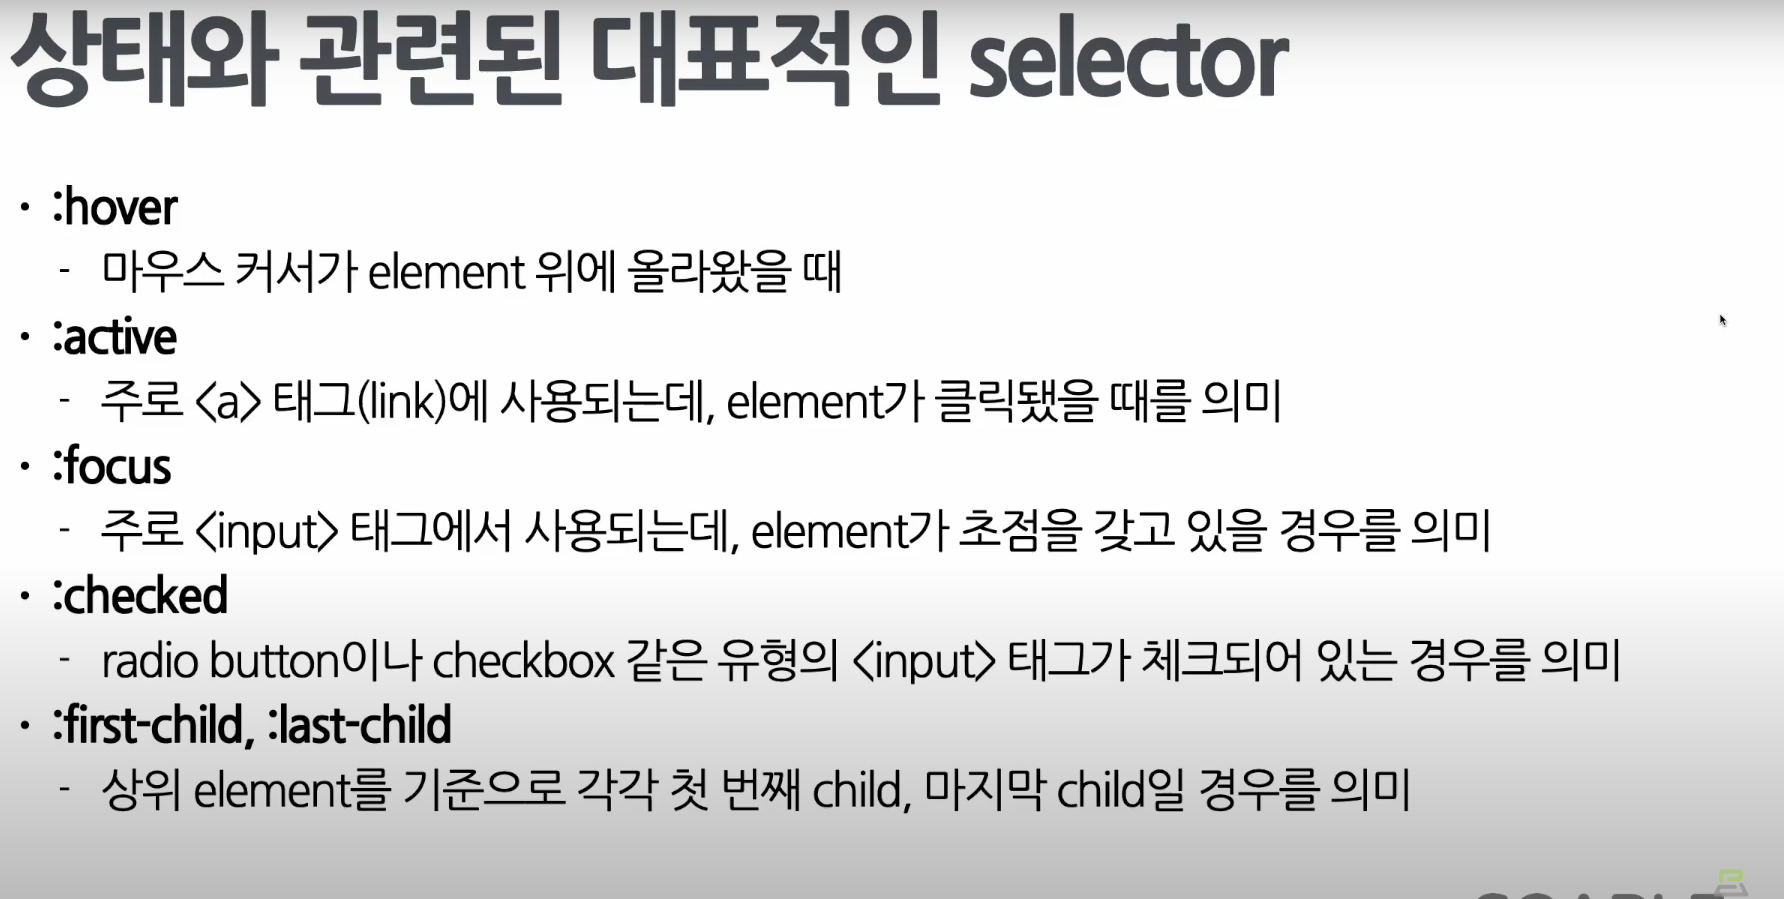 상태와 관련된 대표적인 selector
• :hover
- 마우스 커서가 element 위에 올라왔을 때
• :active
- 주로 <a> 태그(link)에 사용되는데, element가 클릭됐을 때를 의미
• :focus
- 주로 <input> 태그에서 사용되는데, element가 초점을 갖고 있을 경우를 의미
• :checked
- radio button이나 checkbox 같은 유형의 <input> 태그가 체크되어 있는 경우를 의미
• :first-child, :last-child
- 상위 element를 기준으로 각각 첫 번째 child, 마지막 child일 경우를 의미